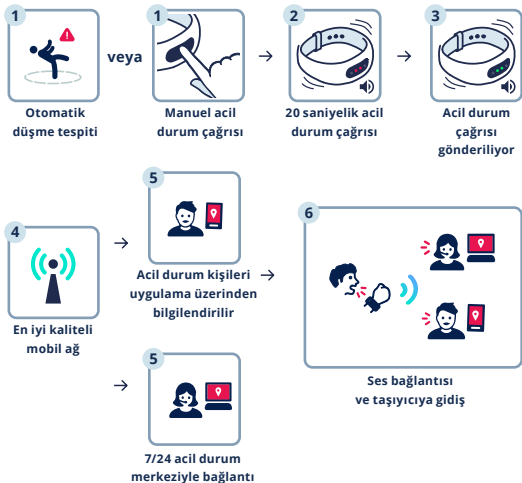 1
Otomatik
düşme tespiti
veya
1
Manuel acil
durum çağrısı
2
20 saniyelik acil
durum çağrısı
3
Acil durum
çağrısı
gönderiliyor
4
En iyi kaliteli
mobil ağ
5
Acil durum kişileri
uygulama üzerinden
bilgilendirilir
5
7/24 acil durum
merkeziyle bağlantı
6
Ses bağlantısı
ve taşıyıcıya gidiş